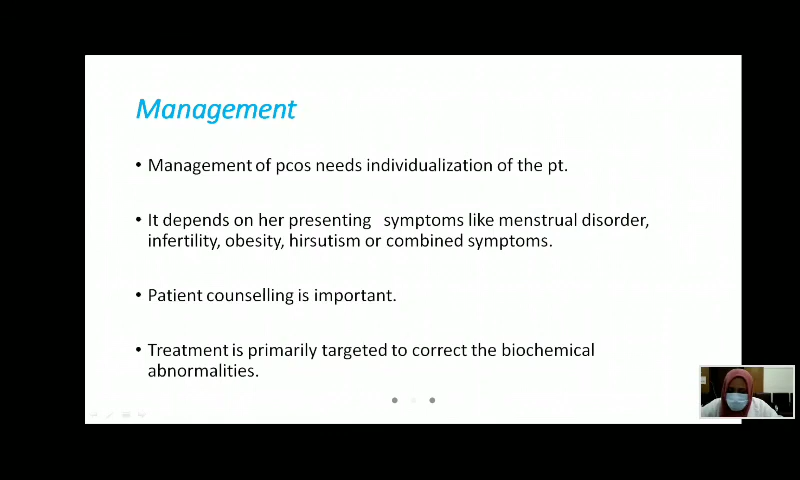 Management
• Management of pcos needs individualization of the pt.
• It depends on her presenting symptoms like menstrual disorder,
infertility, obesity, hirsutism or combined symptoms.
• Patient counselling is important.
• Treatment is primarily targeted to correct the biochemical
abnormalities.